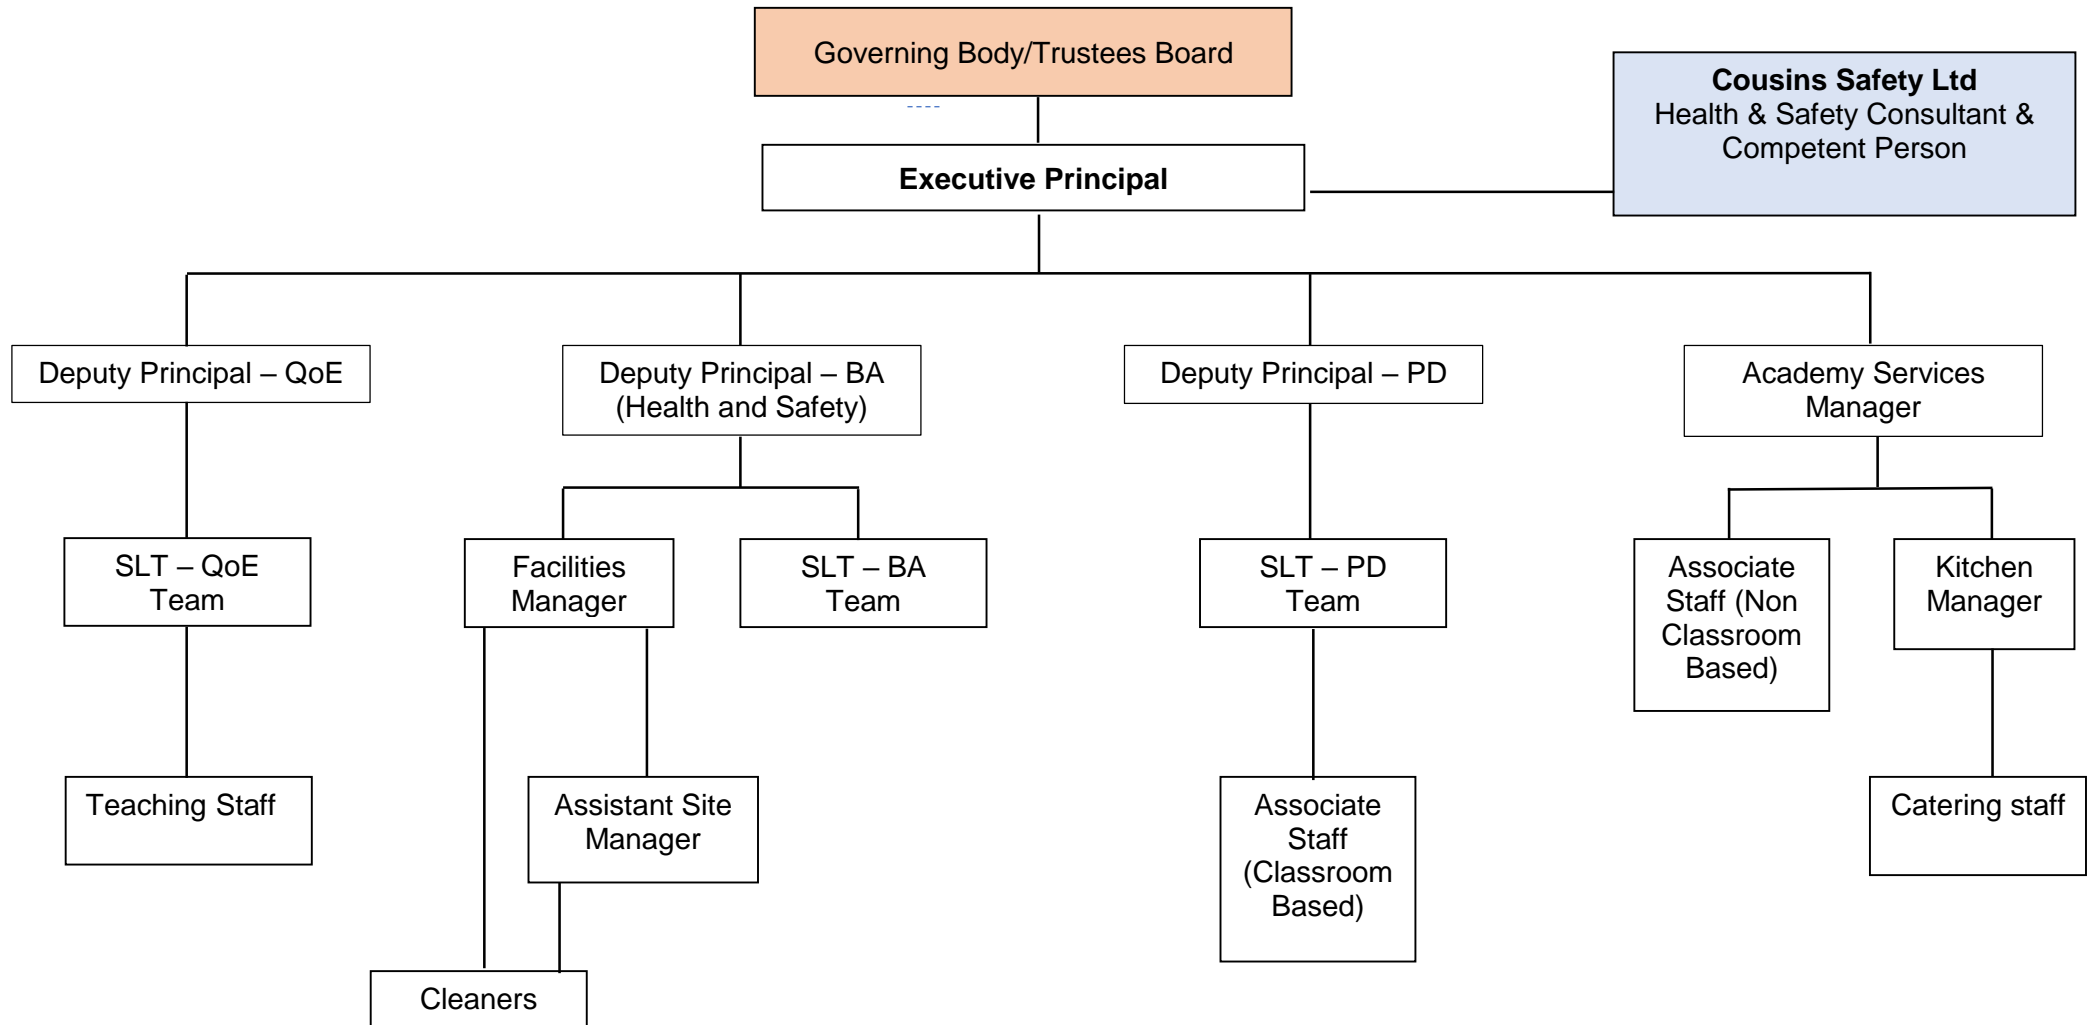 Governing Body/Trustees Board
Cousins Safety Ltd
Health & Safety Consultant &
Competent Person
Executive Principal
Deputy Principal – QoE
Deputy Principal – BA
(Health and Safety)
Deputy Principal – PD
Academy Services
Manager
SLT – QoE
Team
Facilities
Manager
SLT – BA
Team
SLT – PD
Team
Associate
Staff (Non
Classroom
Based)
Kitchen
Manager
Teaching Staff
Assistant Site
Manager
Associate
Staff
(Classroom
Based)
Catering staff
Cleaners